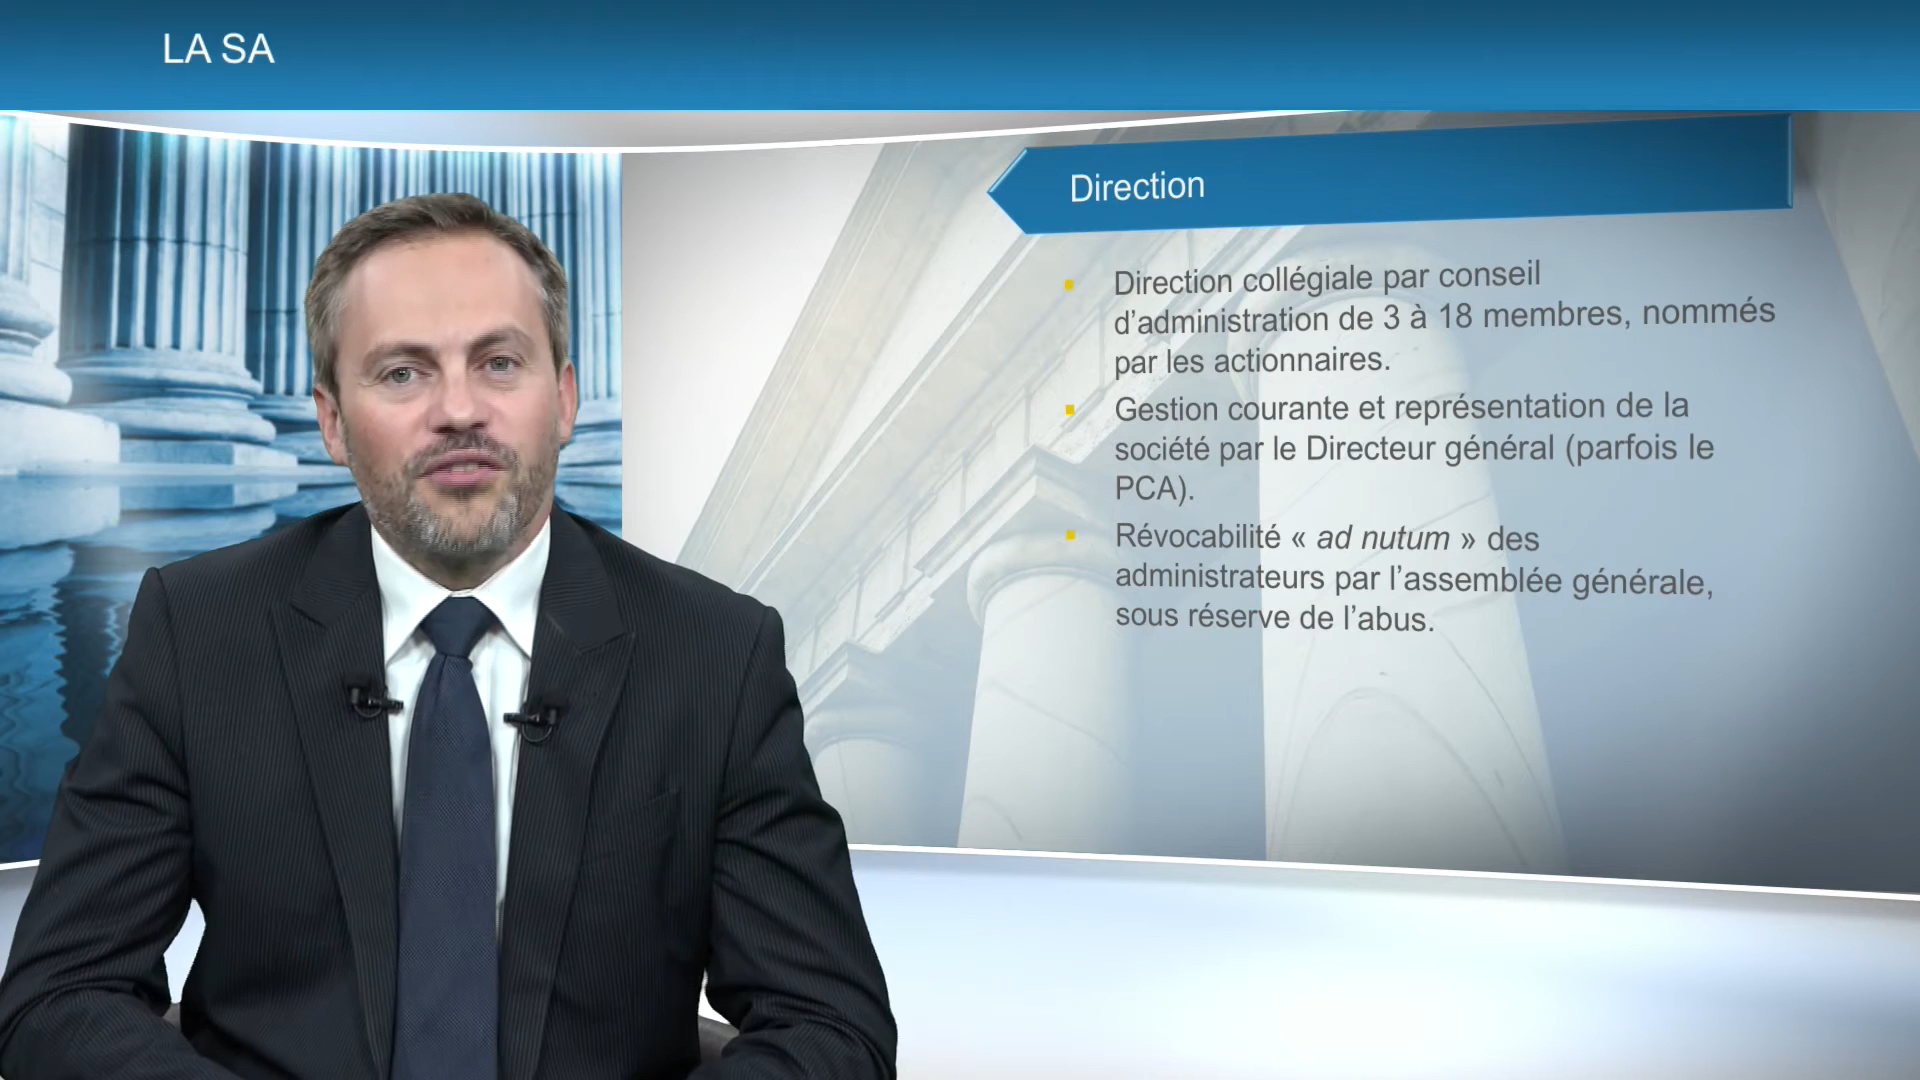 LA SA
Direction
Direction collégiale par conseil
d’administration de 3 à 18 membres, nommés
par les actionnaires.
Gestion courante et représentation de la
société par le Directeur général (parfois le
PCA).
Révocabilité « ad nutum » des
administrateurs par l’assemblée générale,
sous réserve de l’abus.